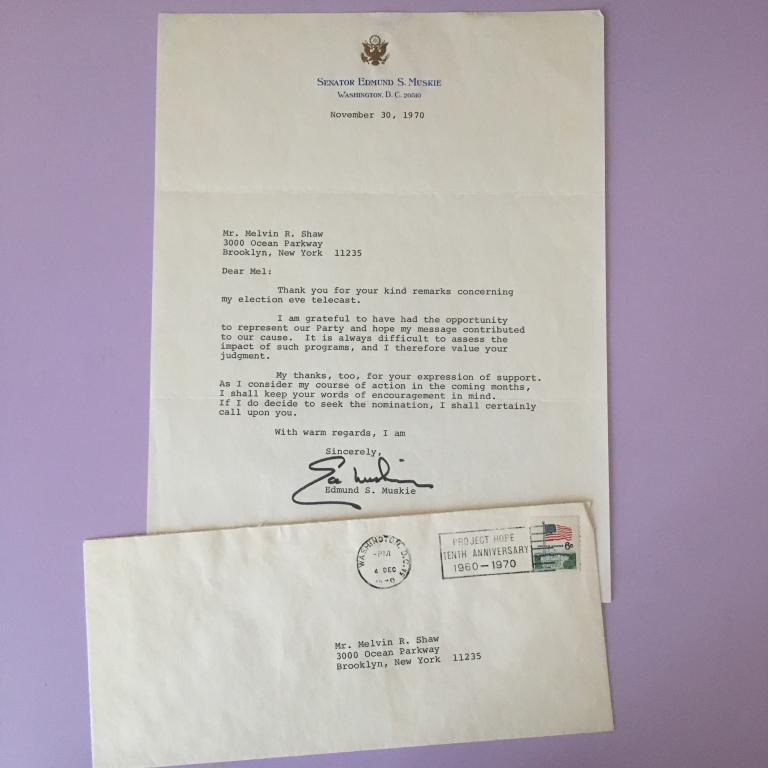 SENATOR EDMUND S. MUSKIE
WASHINGTON, D. C. 20510
November 30, 1970
Mr. Melvin R. Shaw
3000 Ocean Parkway
Brooklyn, New York 11235
Dear Mel:
Thank you for your kind remarks concerning
my election eve telecast.
I am grateful to have had the opportunity
to represent our Party and hope my message contributed
to our cause. It is always difficult to assess the
impact of such programs, and I therefore value your
judgment.
My thanks, too, for your expression of support.
As I consider my course of action in the coming months,
I shall keep your words of encouragement in mind.
If I do decide to seek the nomination, I shall certainly
call upon you.
With warm regards, I am
Sincerely,
Ed Muskie
Edmund S. Muskie
WASHINGTON, D.C.
PM
4 DEC
1970
PROJECT HOPE
TENTH ANNIVERSARY
1960-1970
6c
Mr. Melvin R. Shaw
3000 Ocean Parkway
Brooklyn, New York 11235